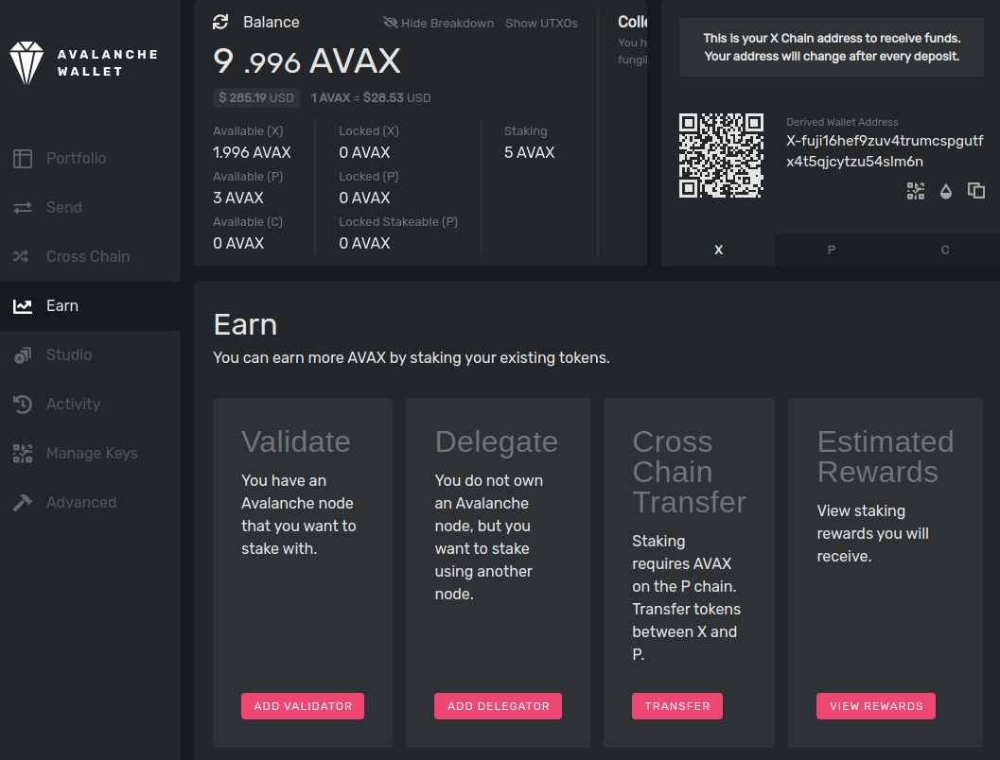 AVALANCHE
WALLET
Portfolio
Send
Cross Chain
Earn
Studio
Activity
Manage Keys
Advanced
Balance
Hide Breakdown Show UTXOs
9 .996 AVAX
$ 285.19 USD 1 AVAX = $28.53 USD
Available (X)
1.996 AVAX
Available (P)
3 AVAX
Available (C)
0 AVAX
Locked (X)
0 AVAX
Locked (P)
0 AVAX
Locked Stakeable (P)
0 AVAX
Staking
5 AVAX
Colle
You h
fungil
This is your X Chain address to receive funds.
Your address will change after every deposit.
Derived Wallet Address
X-fuji16hef9zuv4trumcspgutf
x4t5qjcytzu54slm6n
X P C
Earn
You can earn more AVAX by staking your existing tokens.
Validate
You have an
Avalanche node
that you want to
stake with.
ADD VALIDATOR
Delegate
You do not own
an Avalanche
node, but you
want to stake
using another
node.
ADD DELEGATOR
Cross
Chain
Transfer
Staking
requires AVAX
on the P chain.
Transfer tokens
between X and
P.
TRANSFER
Estimated
Rewards
View staking
rewards you will
receive.
VIEW REWARDS